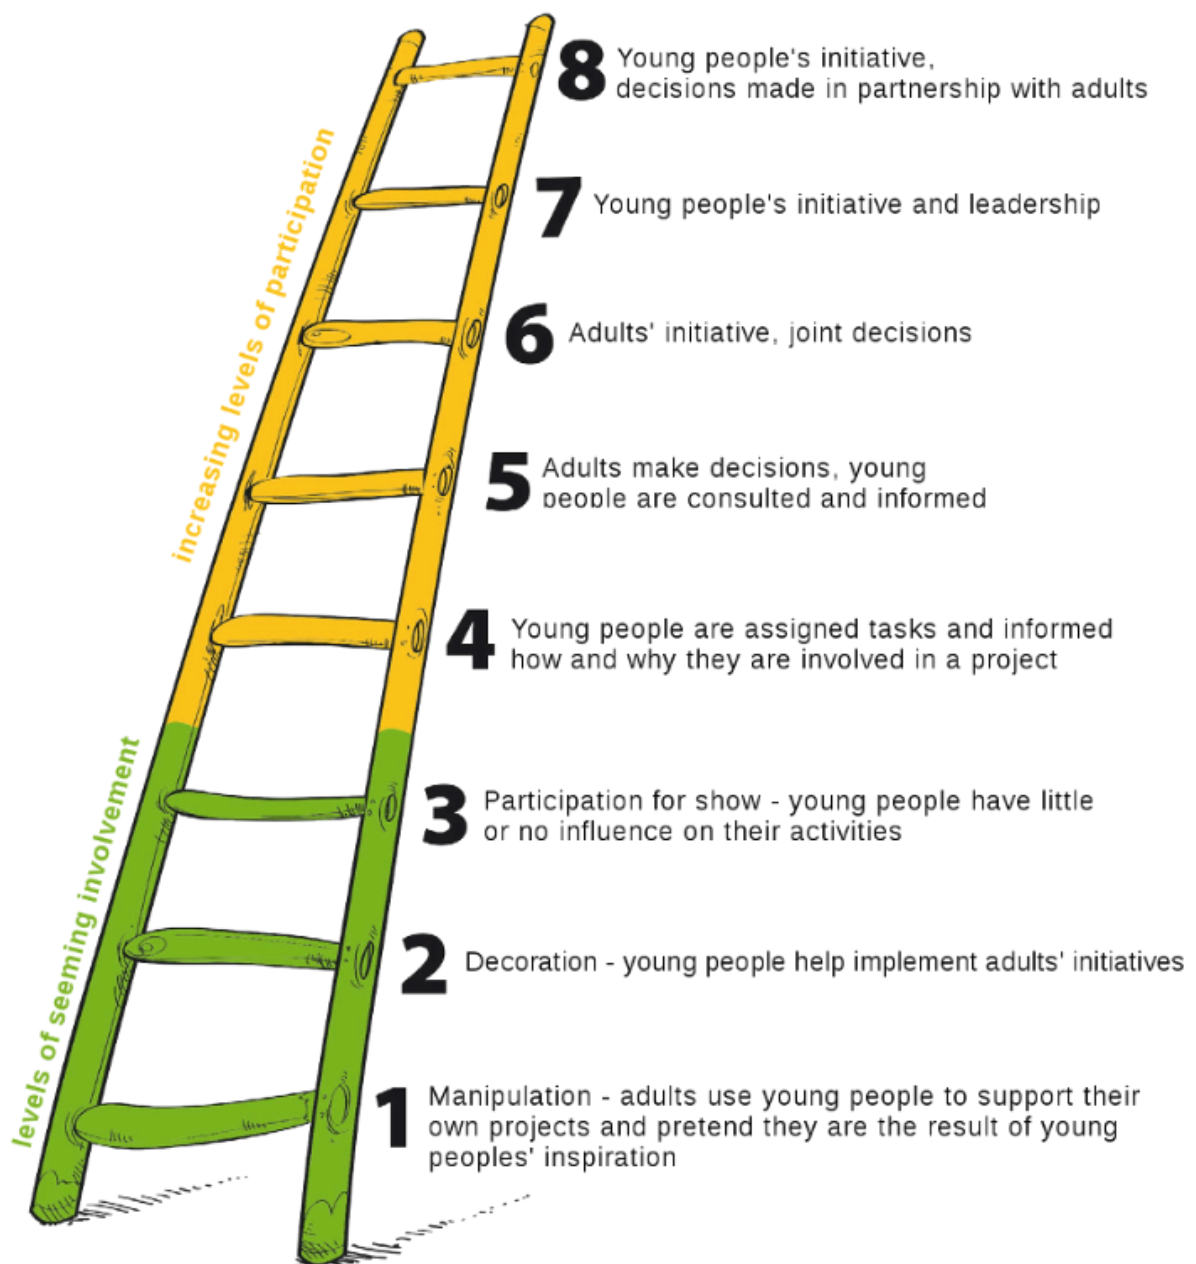 8 Young people's initiative,
decisions made in partnership with adults
7 Young people's initiative and leadership
6 Adults' initiative, joint decisions
5 Adults make decisions, young
people are consulted and informed
4 Young people are assigned tasks and informed
how and why they are involved in a project
3 Participation for show - young people have little
or no influence on their activities
2 Decoration - young people help implement adults' initiatives
1 Manipulation - adults use young people to support their
own projects and pretend they are the result of young
peoples' inspiration
increasing levels of participation
levels of seeming involvement